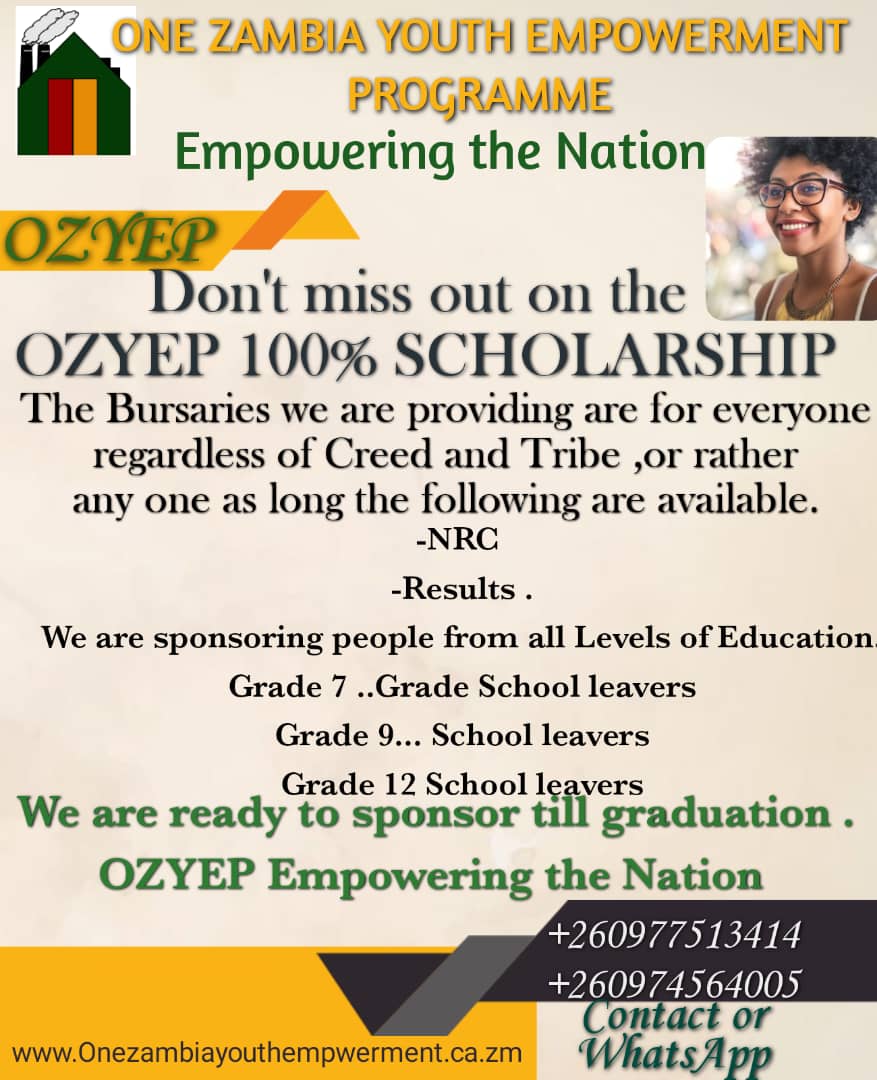 ONE ZAMBIA YOUTH EMPOWERMENT
PROGRAMME
Empowering the Nation
OZYEP
Don't miss out on the
OZYEP 100% SCHOLARSHIP
The Bursaries we are providing are for everyone
regardless of Creed and Tribe ,or rather
any one as long the following are available.
-NRC
-Results .
We are sponsoring people from all Levels of Education.
Grade 7 ..Grade School leavers
Grade 9... School leavers
Grade 12 School leavers
We are ready to sponsor till graduation .
OZYEP Empowering the Nation
+260977513414
+260974564005
Contact or
WhatsApp
www.Onezambiayouthempwerment.ca.zm